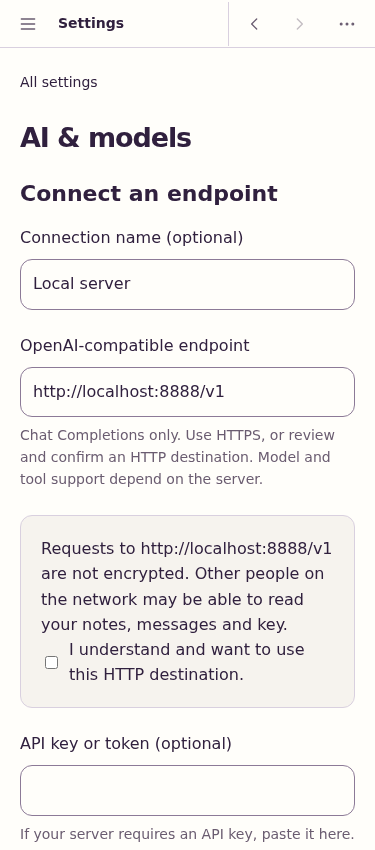 Settings
All settings
AI & models
Connect an endpoint
Connection name (optional)
Local server
OpenAI-compatible endpoint
http://localhost:8888/v1
Chat Completions only. Use HTTPS, or review
and confirm an HTTP destination. Model and
tool support depend on the server.
Requests to http://localhost:8888/v1
are not encrypted. Other people on
the network may be able to read
your notes, messages and key.
I understand and want to use
this HTTP destination.
API key or token (optional)
If your server requires an API key, paste it here.